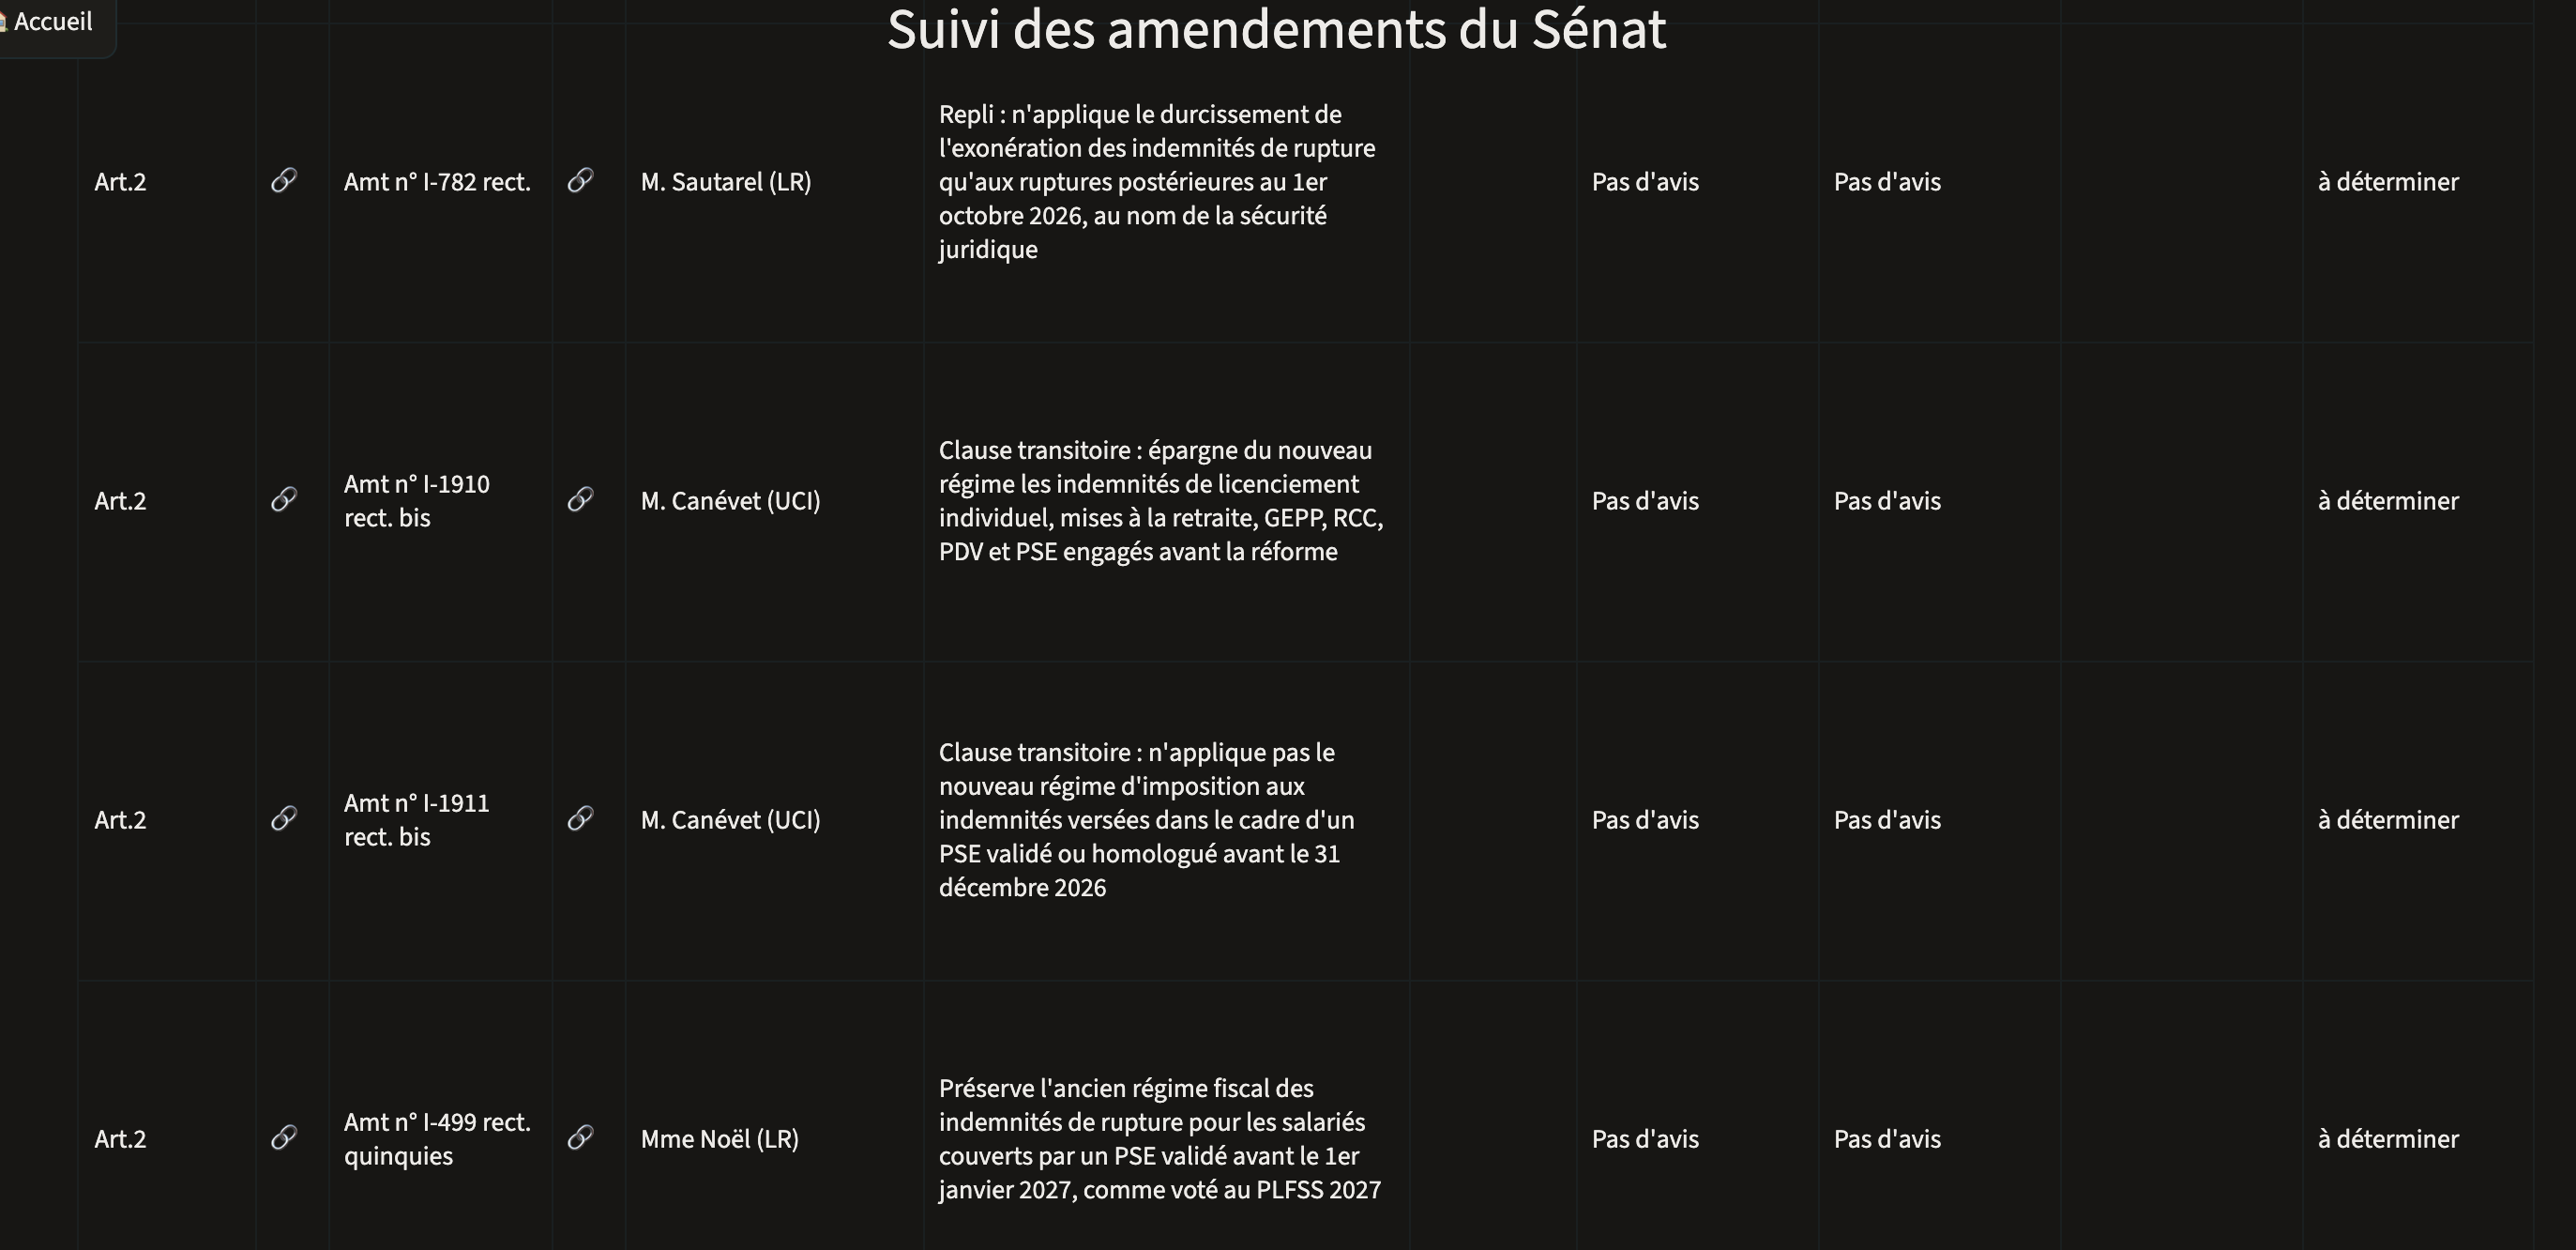 Accueil
Suivi des amendements du Sénat
Art.2
Amt n° I-782 rect.
M. Sautarel (LR)
Repli : n'applique le durcissement de
l'exonération des indemnités de rupture
qu'aux ruptures postérieures au 1er
octobre 2026, au nom de la sécurité
juridique
Pas d'avis
Pas d'avis
à déterminer
Art.2
Amt n° I-1910
rect. bis
M. Canévet (UCI)
Clause transitoire : épargne du nouveau
régime les indemnités de licenciement
individuel, mises à la retraite, GEPP, RCC,
PDV et PSE engagés avant la réforme
Pas d'avis
Pas d'avis
à déterminer
Art.2
Amt n° I-1911
rect. bis
M. Canévet (UCI)
Clause transitoire : n'applique pas le
nouveau régime d'imposition aux
indemnités versées dans le cadre d'un
PSE validé ou homologué avant le 31
décembre 2026
Pas d'avis
Pas d'avis
à déterminer
Art.2
Amt n° I-499 rect.
quinquies
Mme Noël (LR)
Préserve l'ancien régime fiscal des
indemnités de rupture pour les salariés
couverts par un PSE validé avant le 1er
janvier 2027, comme voté au PLFSS 2027
Pas d'avis
Pas d'avis
à déterminer